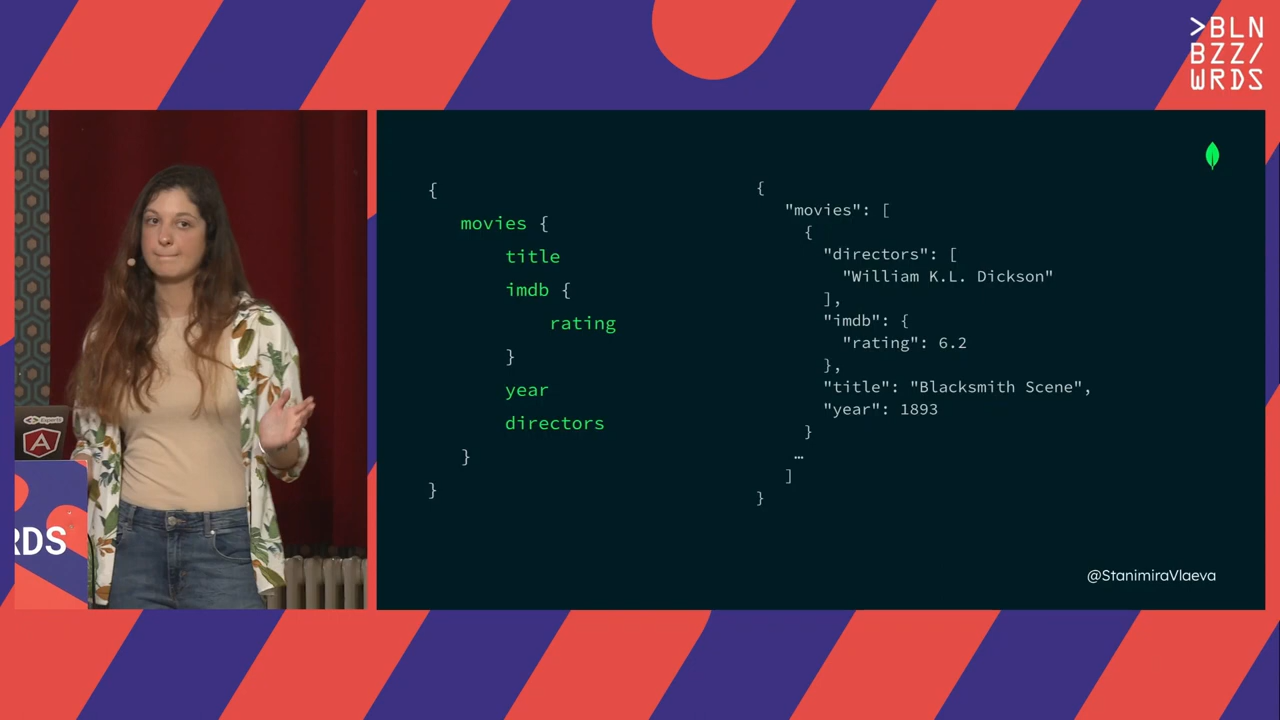 >BLN
BZZ/
WRDS
{
movies {
title
imdb {
rating
}
year
directors
}
}
{
"movies": [
{
"directors": [
"William K.L. Dickson"
],
"imdb": {
"rating": 6.2
},
"title": "Blacksmith Scene",
"year": 1893
}
…
]
}
@StanimiraVlaeva
Experts
A
RDS